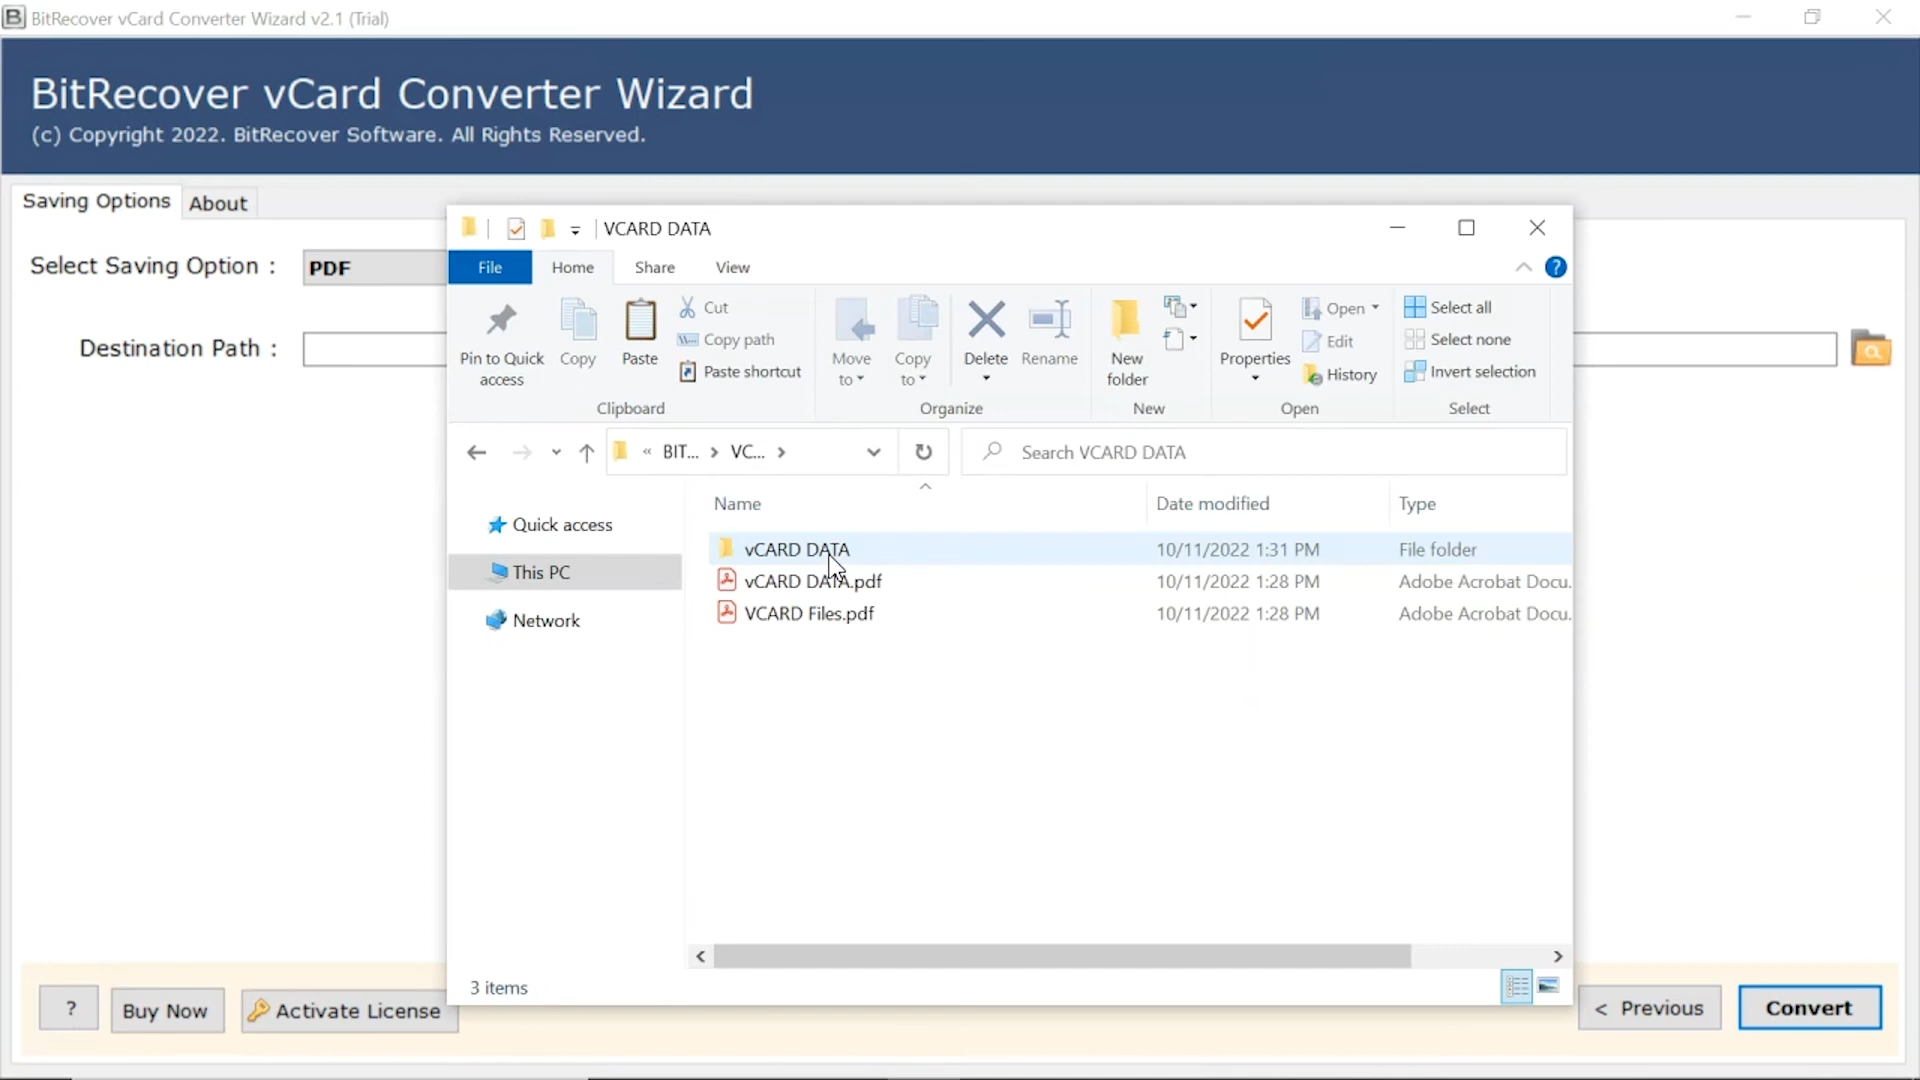 BitRecover vCard Converter Wizard v2.1 (Trial)
BitRecover vCard Converter Wizard
(c) Copyright 2022. BitRecover Software. All Rights Reserved.
Saving Options
About
Select Saving Option :
PDF
Destination Path :
VCARD DATA
File
Home
Share
View
?
Pin to Quick
access
Copy
Paste
Cut
Copy path
Paste shortcut
Move
to
Copy
to
Delete
Rename
New
folder
Properties
Open
Edit
History
Select all
Select none
Invert selection
Clipboard
Organize
New
Open
Select
« BIT... > VC... >
Search VCARD DATA
Quick access
This PC
Network
Name Date modified Type
vCARD DATA 10/11/2022 1:31 PM File folder
vCARD DATA.pdf 10/11/2022 1:28 PM Adobe Acrobat Docu.
VCARD Files.pdf 10/11/2022 1:28 PM Adobe Acrobat Docu.
3 items
?
Buy Now
Activate License
< Previous
Convert